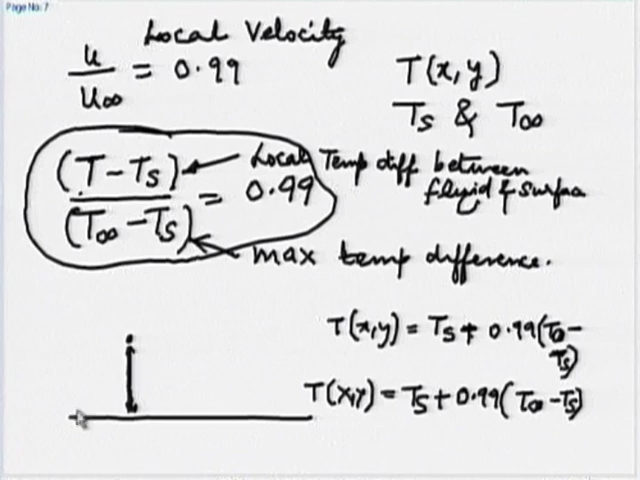 Page No: 7
Local Velocity
u/u∞ = 0.99
T(x,y)
Ts & T∞
(T-Ts)/(T∞-Ts) = 0.99
Local Temp diff between
fluid & surfac
max temp difference.
T(x,y) = Ts + 0.99(T∞-
Ts)
T(x,y) = Ts + 0.99(T∞-Ts)